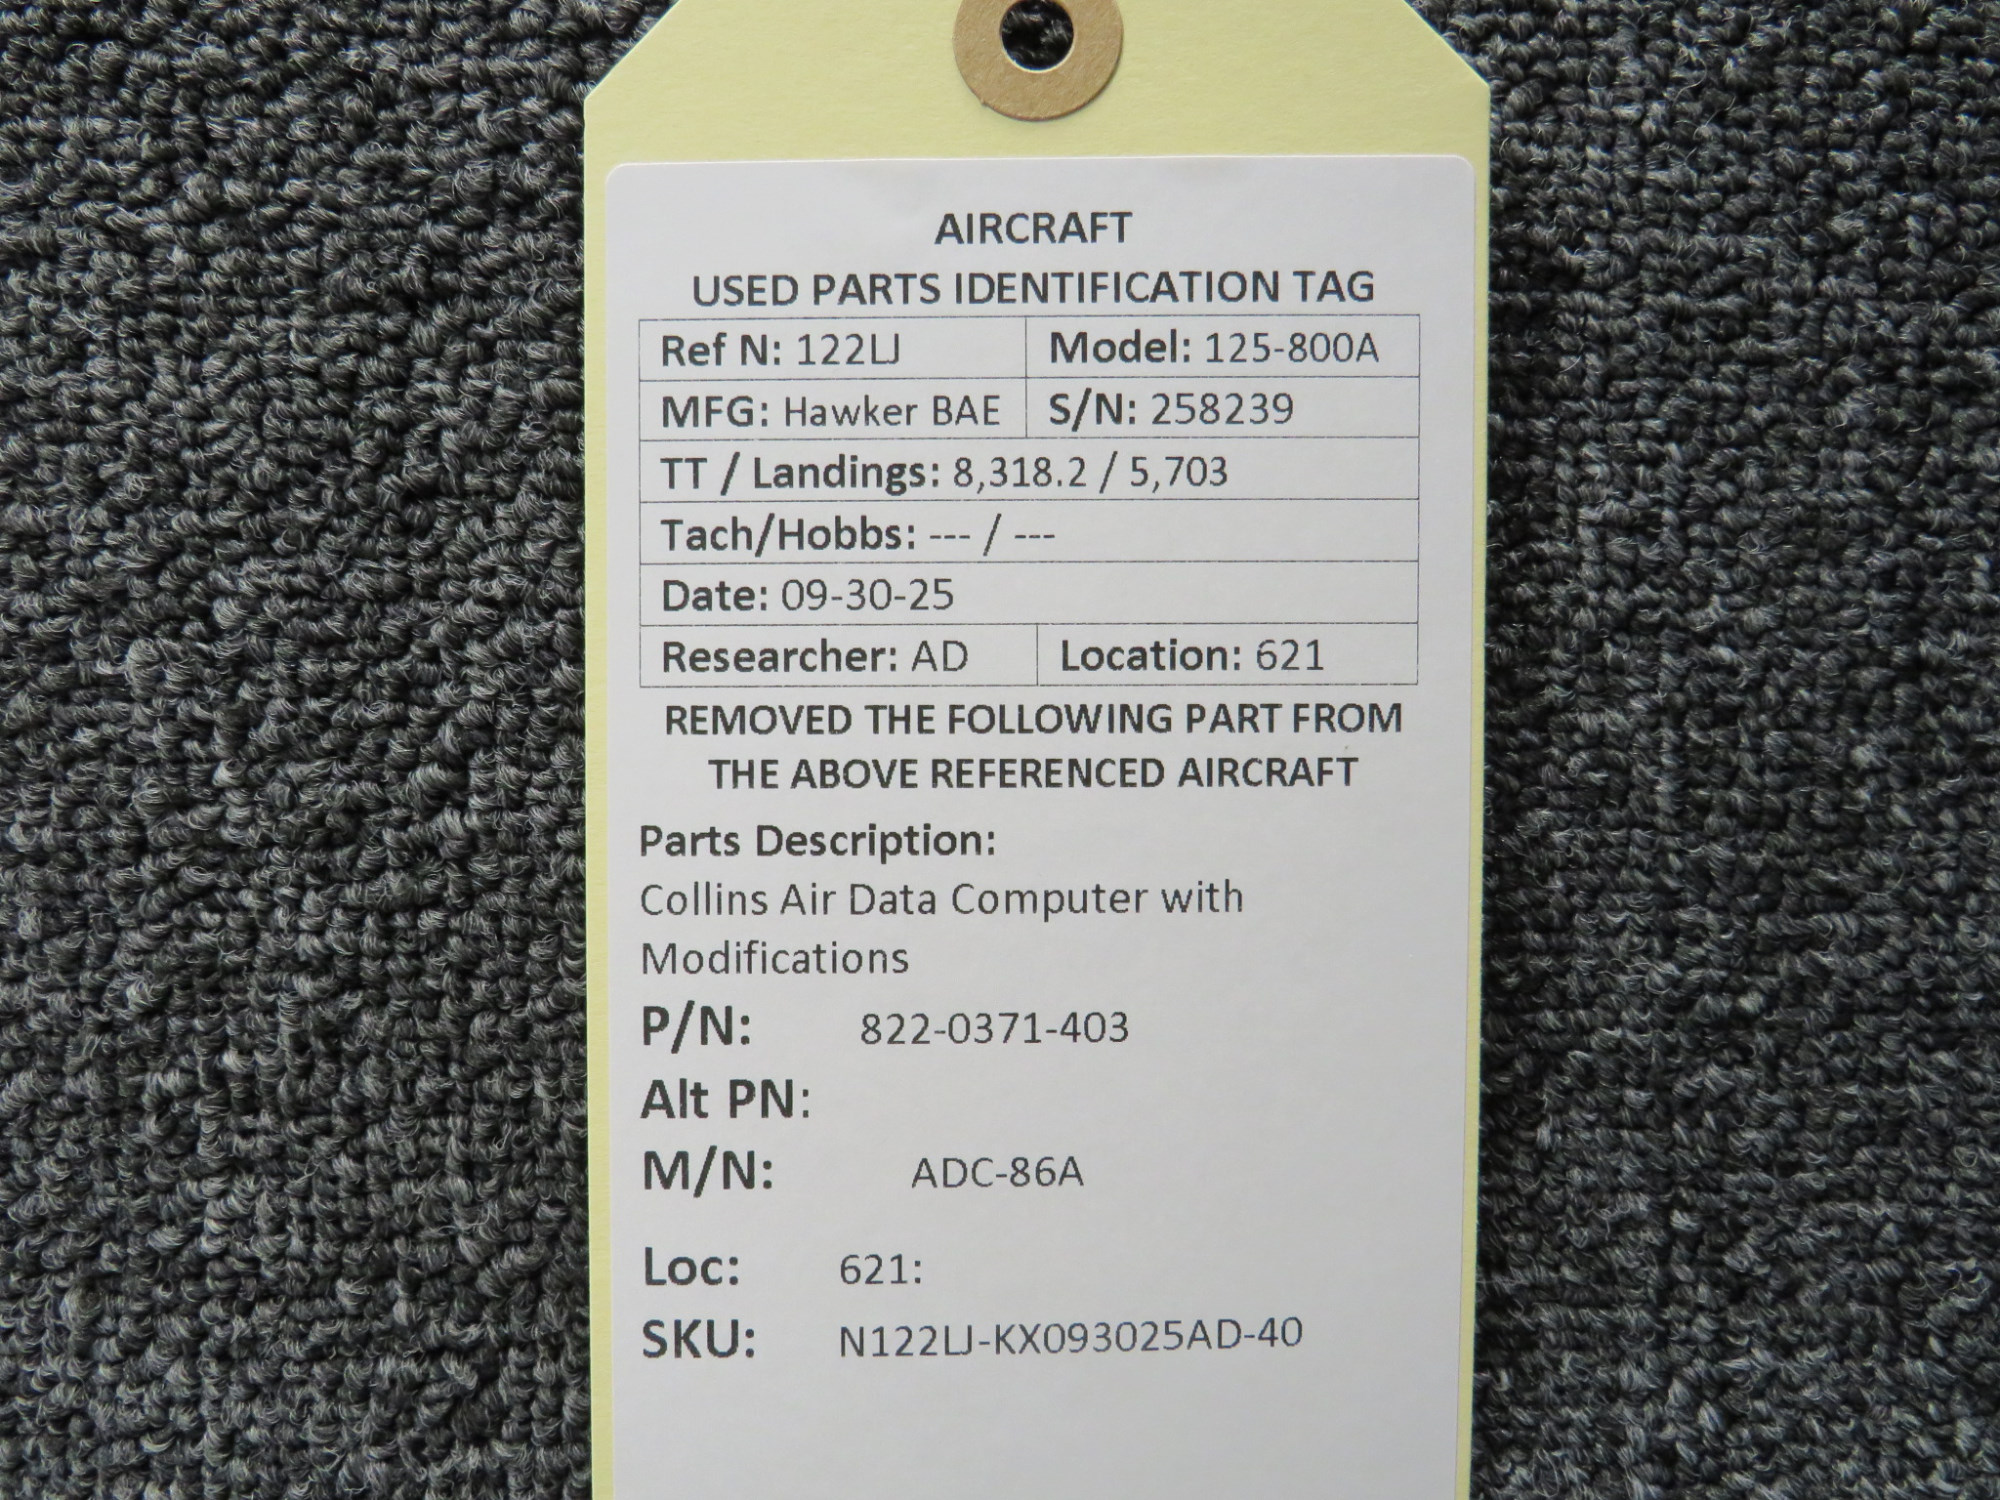 AIRCRAFT
USED PARTS IDENTIFICATION TAG
Ref N: 122LJ Model: 125-800A
MFG: Hawker BAE S/N: 258239
TT / Landings: 8,318.2 / 5,703
Tach/Hobbs: --- / ---
Date: 09-30-25
Researcher: AD Location: 621
REMOVED THE FOLLOWING PART FROM
THE ABOVE REFERENCED AIRCRAFT
Parts Description:
Collins Air Data Computer with
Modifications
P/N: 822-0371-403
Alt PN:
M/N: ADC-86A
Loc: 621:
SKU: N122LJ-KX093025AD-40